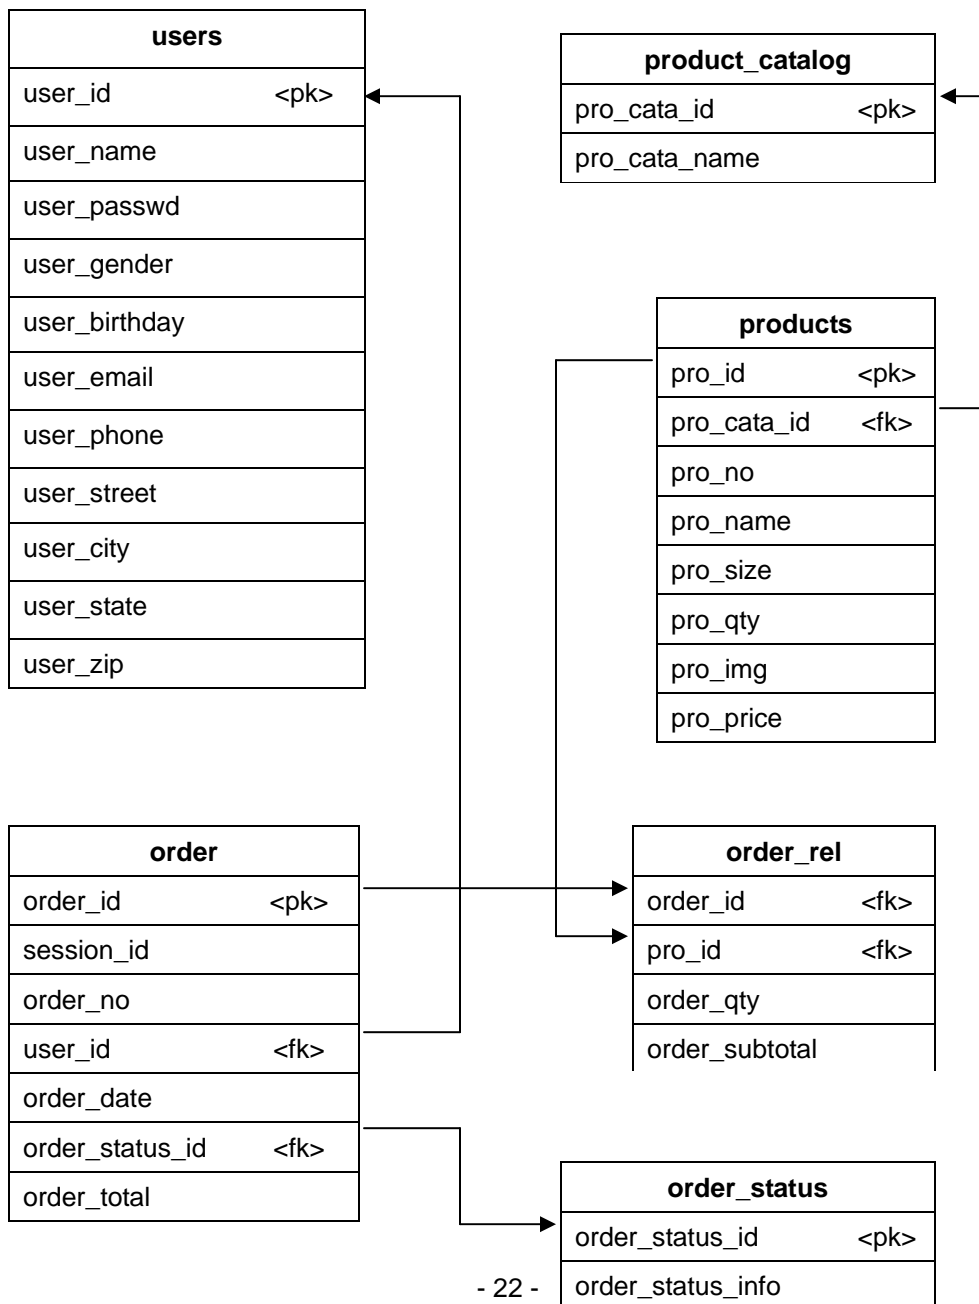 users
user_id <pk>
user_name
user_passwd
user_gender
user_birthday
user_email
user_phone
user_street
user_city
user_state
user_zip
product_catalog
pro_cata_id <pk>
pro_cata_name
products
pro_id <pk>
pro_cata_id <fk>
pro_no
pro_name
pro_size
pro_qty
pro_img
pro_price
order
order_id <pk>
session_id
order_no
user_id <fk>
order_date
order_status_id <fk>
order_total
order_rel
order_id <fk>
pro_id <fk>
order_qty
order_subtotal
order_status
order_status_id <pk>
order_status_info
- 22 -